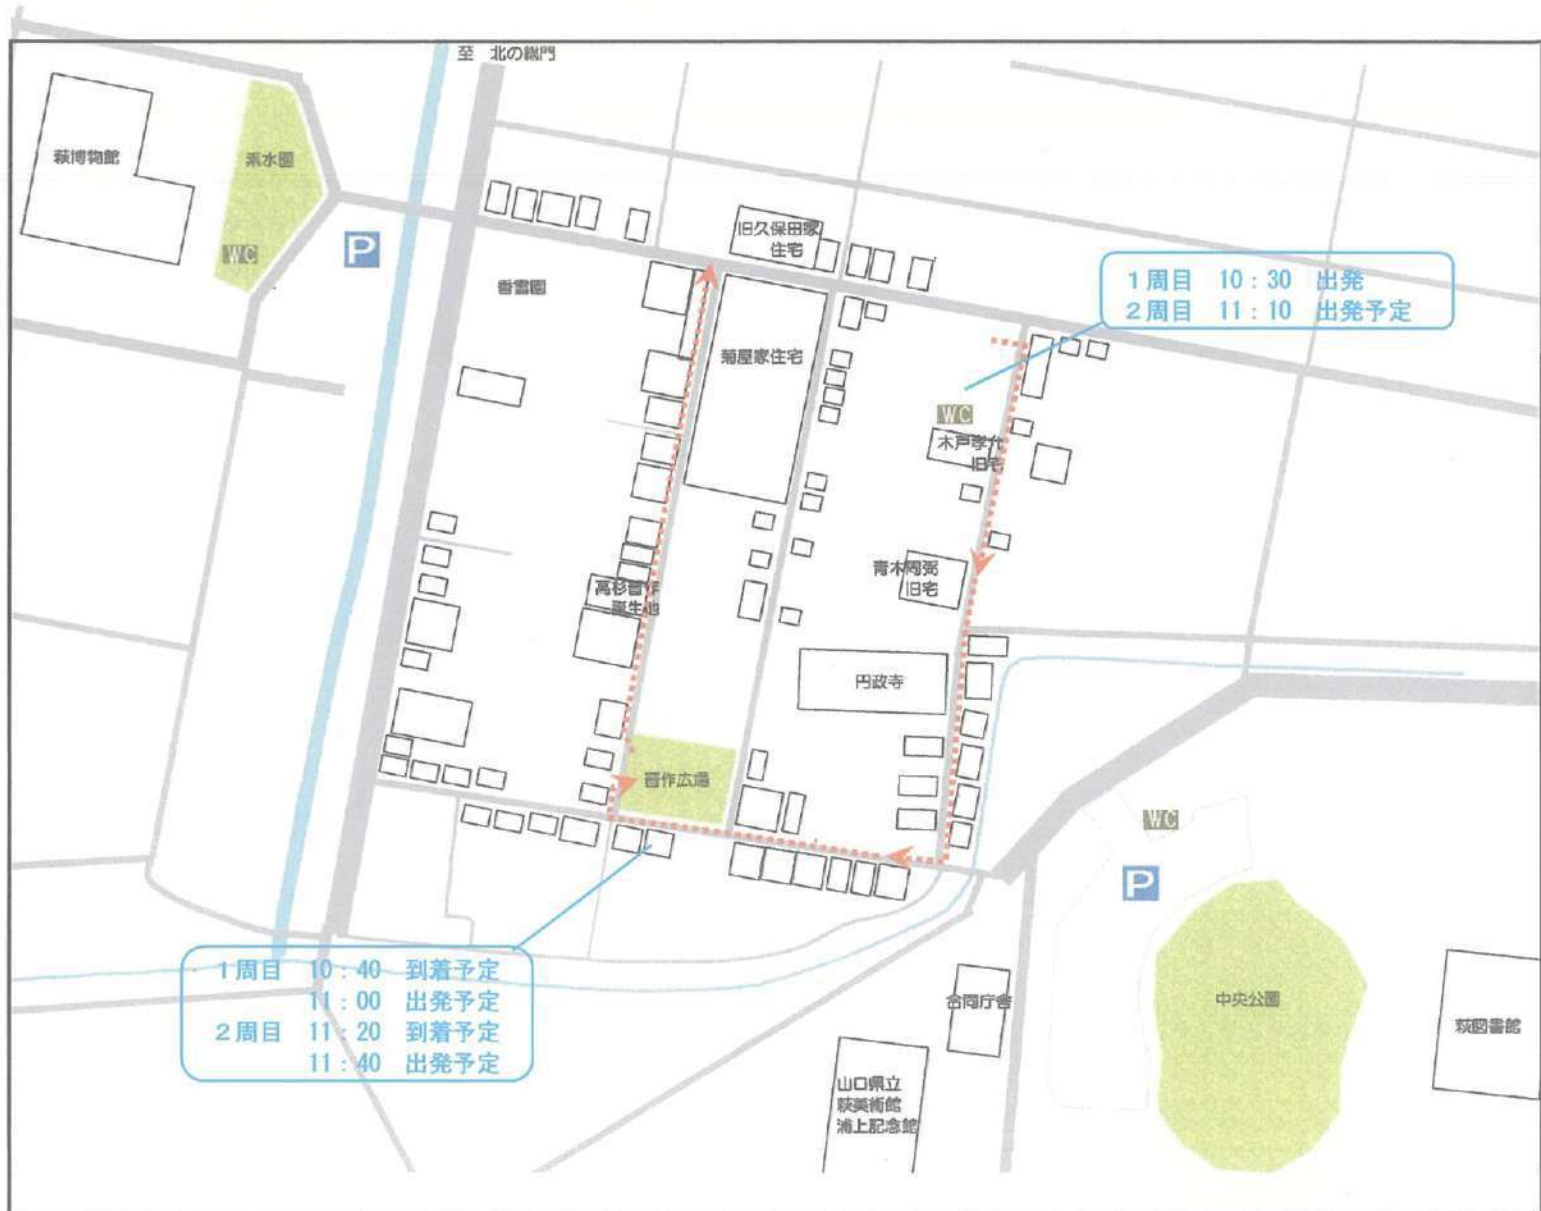 至 北の総門
萩博物館
素水園
WC
P
旧久保田家
住宅
香雪園
1周目 10:30 出発
2周目 11:10 出発予定
菊屋家住宅
WC
木戸孝允
旧宅
青木周弼
旧宅
高杉晋作
誕生地
円政寺
晋作広場
WC
P
1周目 10:40 到着予定
11:00 出発予定
2周目 11:20 到着予定
11:40 出発予定
合同庁舎
中央公園
萩図書館
山口県立
萩美術館
浦上記念館